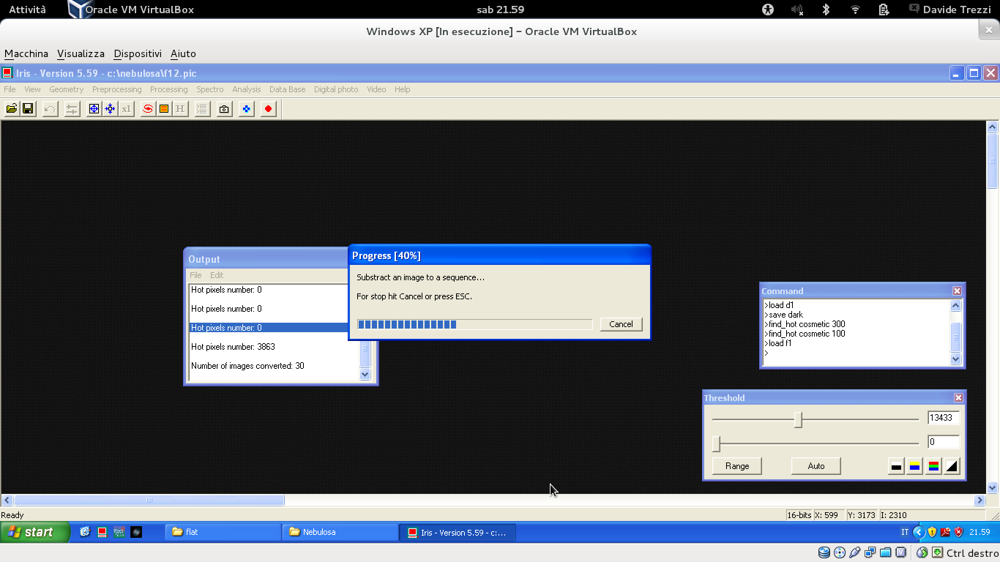 Attività Oracle VM VirtualBox sab 21.59 Davide Trezzi
Windows XP [In esecuzione] – Oracle VM VirtualBox
Macchina Visualizza Dispositivi Aiuto
Iris - Version 5.59 - c:\nebulosa\f12.pic
File View Geometry Preprocessing Processing Spectro Analysis Data Base Digital photo Video Help
x1 H
Output
File Edit
Hot pixels number: 0
Hot pixels number: 0
Hot pixels number: 0
Hot pixels number: 3863
Number of images converted: 30
Progress [40%]
Substract an image to a sequence...
For stop hit Cancel or press ESC.
Cancel
Command
>load d1
>save dark
>find_hot cosmetic 300
>find_hot cosmetic 100
>load f1
>
Threshold
13433
0
Range Auto
Ready 16-bits X: 599 Y: 3173 I: 2310
start flat Nebulosa Iris - Version 5.59 - c:... IT 21.59
Ctrl destro